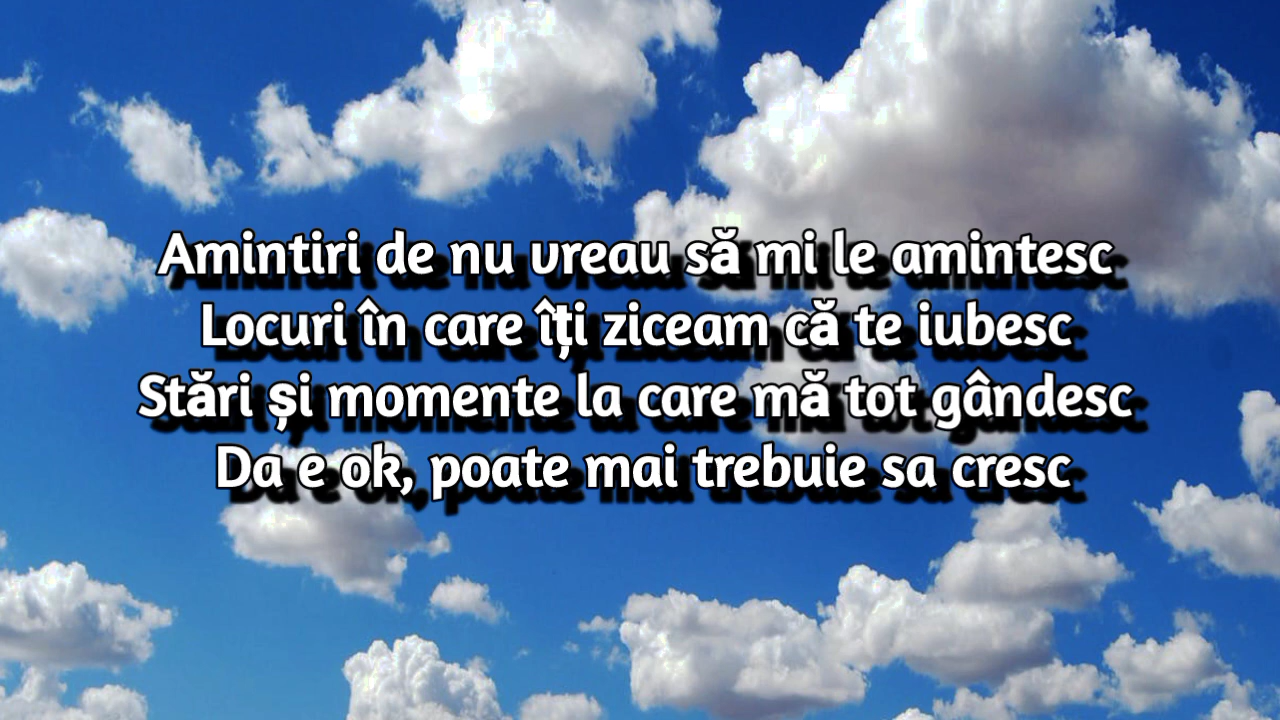 Amintiri de nu vreau să mi le amintesc
Locuri în care îți ziceam că te iubesc
Stări și momente la care mă tot gândesc
Da e ok, poate mai trebuie sa cresc